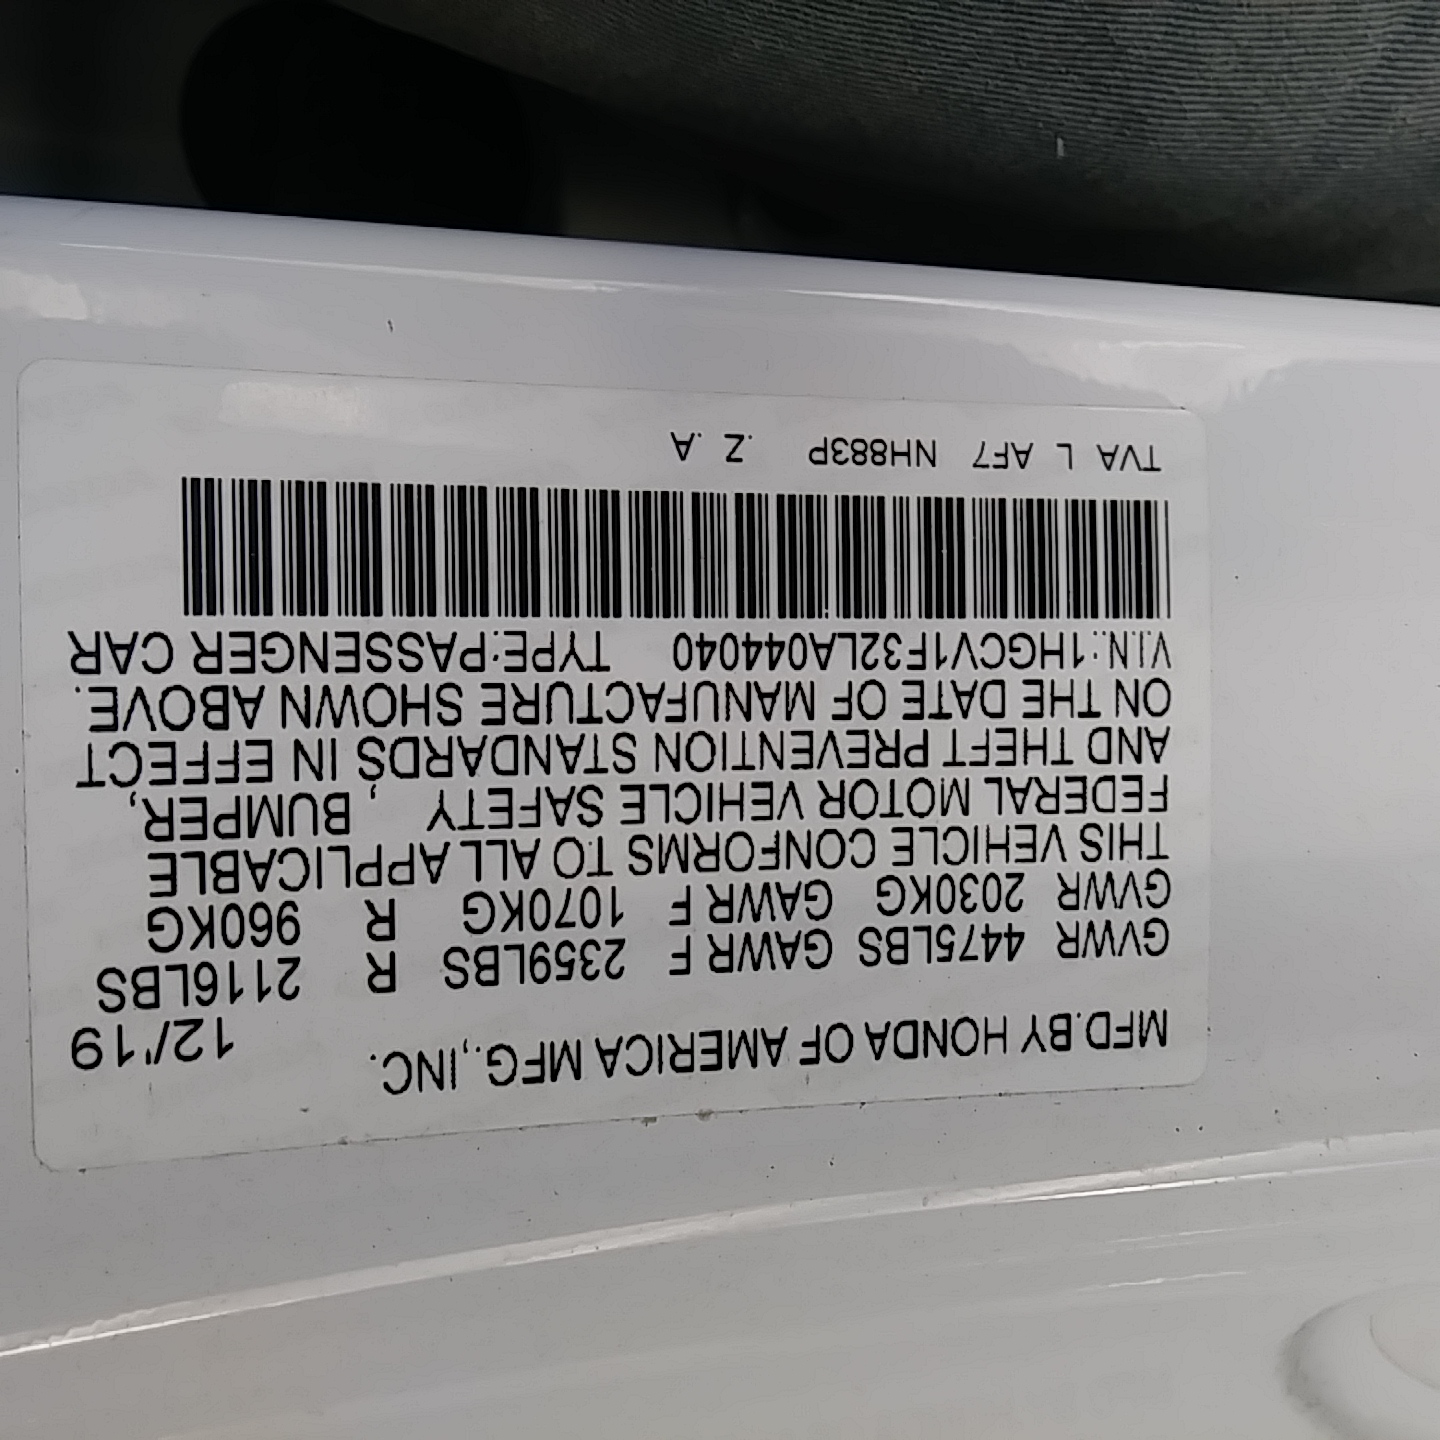 MFD.BY HONDA OF AMERICA MFG.,INC. 12/'19
GVWR 4475LBS GAWR F 2359LBS R 2116LBS
GVWR 2030KG GAWR F 1070KG R 960KG
THIS VEHICLE CONFORMS TO ALL APPLICABLE
FEDERAL MOTOR VEHICLE SAFETY , BUMPER,
AND THEFT PREVENTION STANDARDS, IN EFFECT
ON THE DATE OF MANUFACTURE SHOWN ABOVE.
V.I.N.:1HGCV1F32LA044040 TYPE:PASSENGER CAR
TVA L AF7 NH883P .Z .A